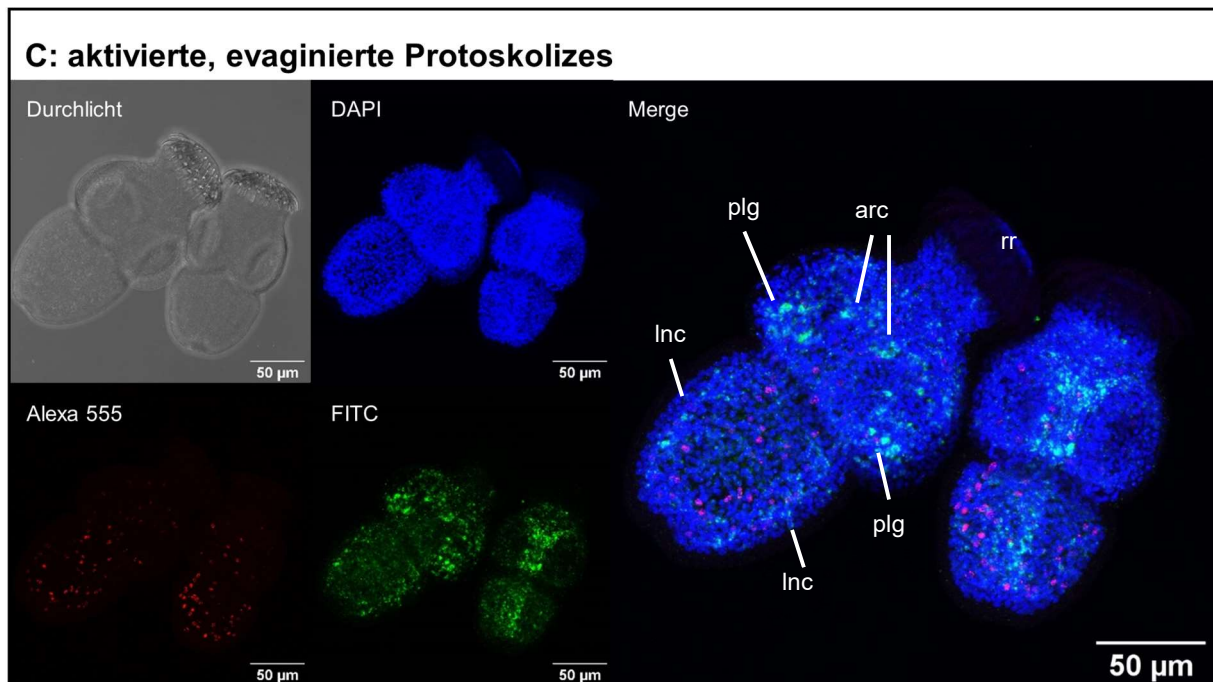 C: aktivierte, evaginierte Protoskolizes
Durchlicht
DAPI
Merge
50 µm
50 µm
Alexa 555
FITC
50 µm
50 µm
plg
arc
rr
lnc
plg
lnc
50 µm